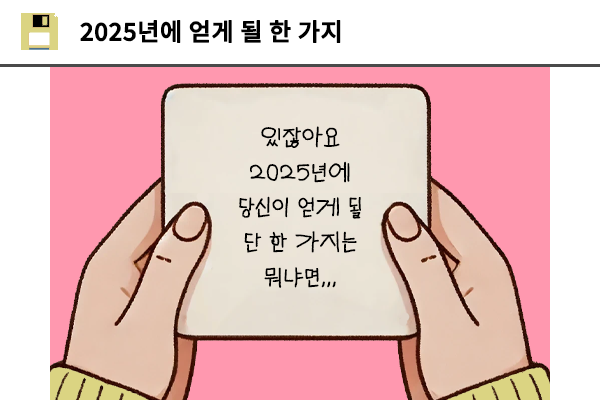 2025년에 얻게 될 한 가지
있잖아요
2025년에
당신이 얻게 될
단 한 가지는
뭐냐면,,,